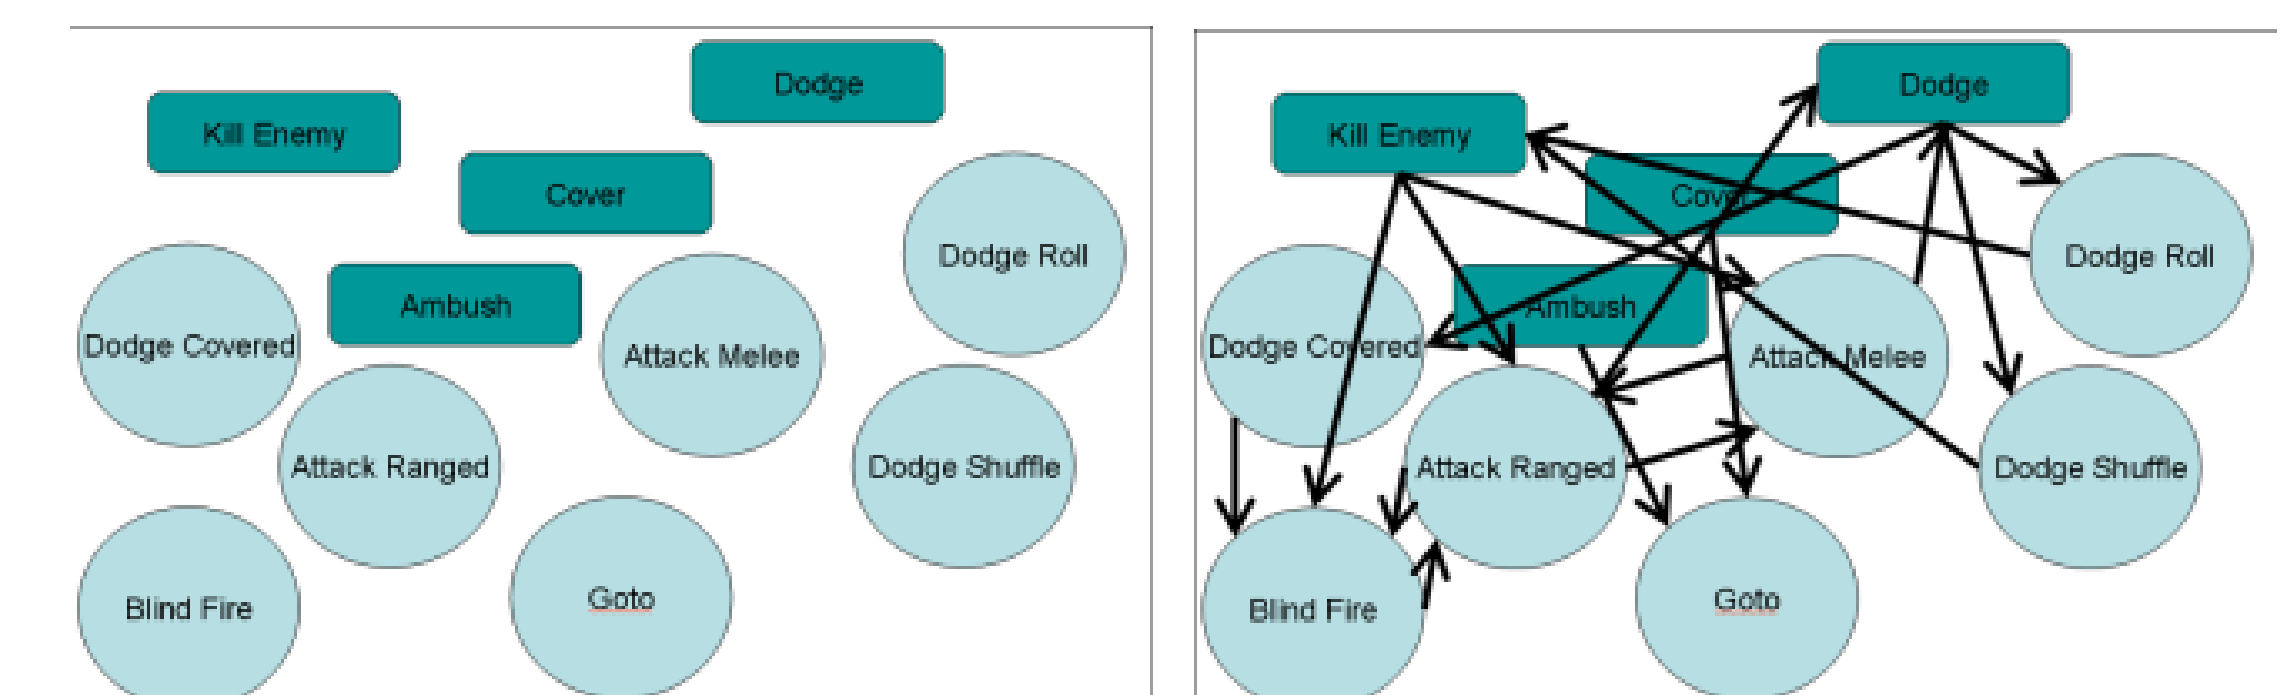 Dodge
Kill Enemy
Cover
Dodge Roll
Ambush
Dodge Covered
Attack Melee
Attack Ranged
Dodge Shuffle
Blind Fire
Goto
Dodge
Kill Enemy
Cover
Dodge Roll
Ambush
Dodge Covered
Attack Melee
Attack Ranged
Dodge Shuffle
Blind Fire
Goto